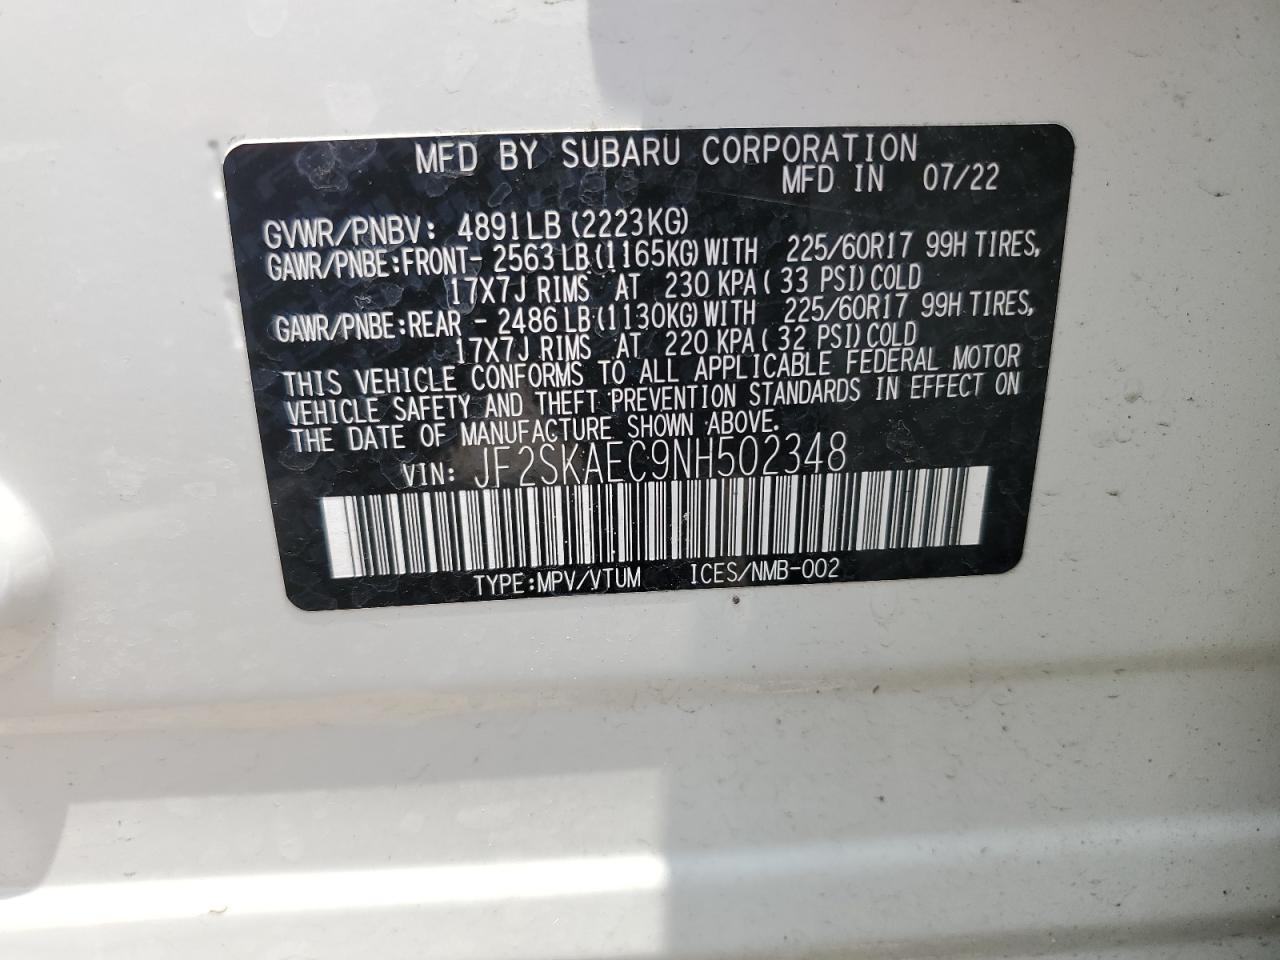 MFD BY SUBARU CORPORATION
MFD IN 07/22
GVWR/PNBV: 4891LB (2223KG)
GAWR/PNBE:FRONT- 2563LB(1165KG)WITH 225/60R17 99H TIRES,
17X7J RIMS AT 230 KPA( 33 PSI)COLD
GAWR/PNBE:REAR - 2486LB(1130KG)WITH 225/60R17 99H TIRES,
17X7J RIMS AT 220 KPA( 32 PSI)COLD
THIS VEHICLE CONFORMS TO ALL APPLICABLE FEDERAL MOTOR
VEHICLE SAFETY AND THEFT PREVENTION STANDARDS IN EFFECT ON
THE DATE OF MANUFACTURE SHOWN ABOVE.
VIN: JF2SKAEC9NH502348
TYPE:MPV/VTUM ICES/NMB-002